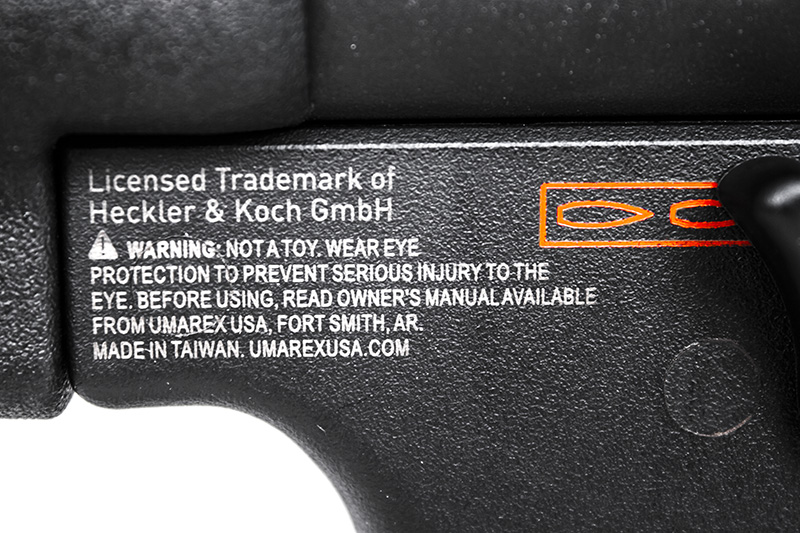 Licensed Trademark of
Heckler & Koch GmbH
WARNING: NOT A TOY. WEAR EYE
PROTECTION TO PREVENT SERIOUS INJURY TO THE
EYE. BEFORE USING, READ OWNER'S MANUAL AVAILABLE
FROM UMAREX USA, FORT SMITH, AR.
MADE IN TAIWAN. UMAREXUSA.COM